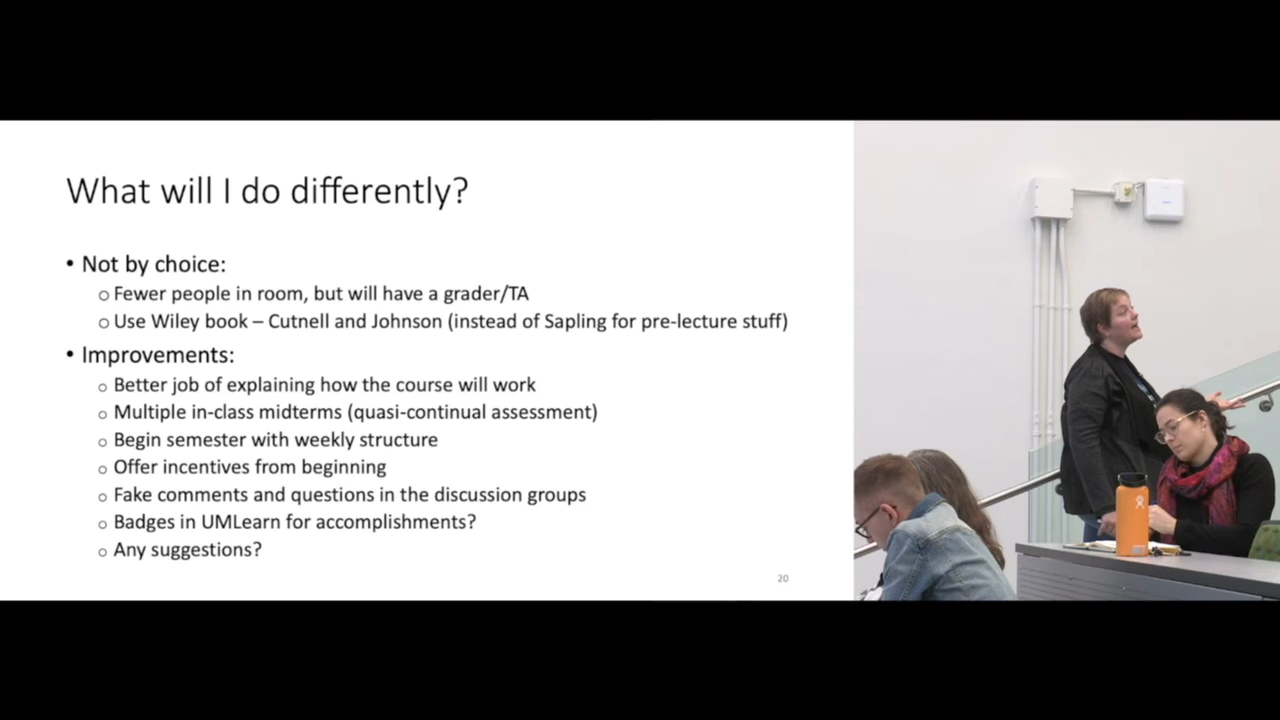 What will I do differently?
• Not by choice:
○ Fewer people in room, but will have a grader/TA
○ Use Wiley book – Cutnell and Johnson (instead of Sapling for pre-lecture stuff)
• Improvements:
○ Better job of explaining how the course will work
○ Multiple in-class midterms (quasi-continual assessment)
○ Begin semester with weekly structure
○ Offer incentives from beginning
○ Fake comments and questions in the discussion groups
○ Badges in UMLearn for accomplishments?
○ Any suggestions?
20